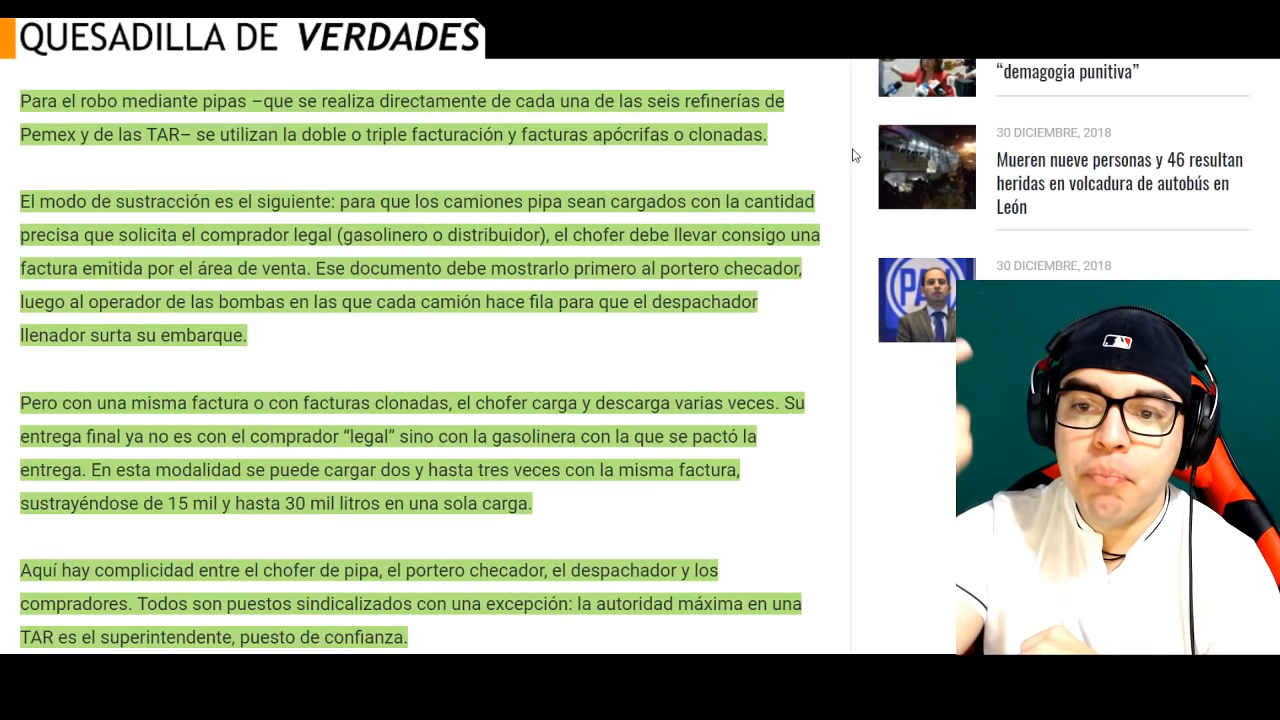 QUESADILLA DE VERDADES
Para el robo mediante pipas –que se realiza directamente de cada una de las seis refinerías de
Pemex y de las TAR– se utilizan la doble o triple facturación y facturas apócrifas o clonadas.
El modo de sustracción es el siguiente: para que los camiones pipa sean cargados con la cantidad
precisa que solicita el comprador legal (gasolinero o distribuidor), el chofer debe llevar consigo una
factura emitida por el área de venta. Ese documento debe mostrarlo primero al portero checador,
luego al operador de las bombas en las que cada camión hace fila para que el despachador
llenador surta su embarque.
Pero con una misma factura o con facturas clonadas, el chofer carga y descarga varias veces. Su
entrega final ya no es con el comprador “legal” sino con la gasolinera con la que se pactó la
entrega. En esta modalidad se puede cargar dos y hasta tres veces con la misma factura,
sustrayéndose de 15 mil y hasta 30 mil litros en una sola carga.
Aquí hay complicidad entre el chofer de pipa, el portero checador, el despachador y los
compradores. Todos son puestos sindicalizados con una excepción: la autoridad máxima en una
TAR es el superintendente, puesto de confianza.
“demagogia punitiva”
30 DICIEMBRE, 2018
Mueren nueve personas y 46 resultan
heridas en volcadura de autobús en
León
30 DICIEMBRE, 2018
PAN